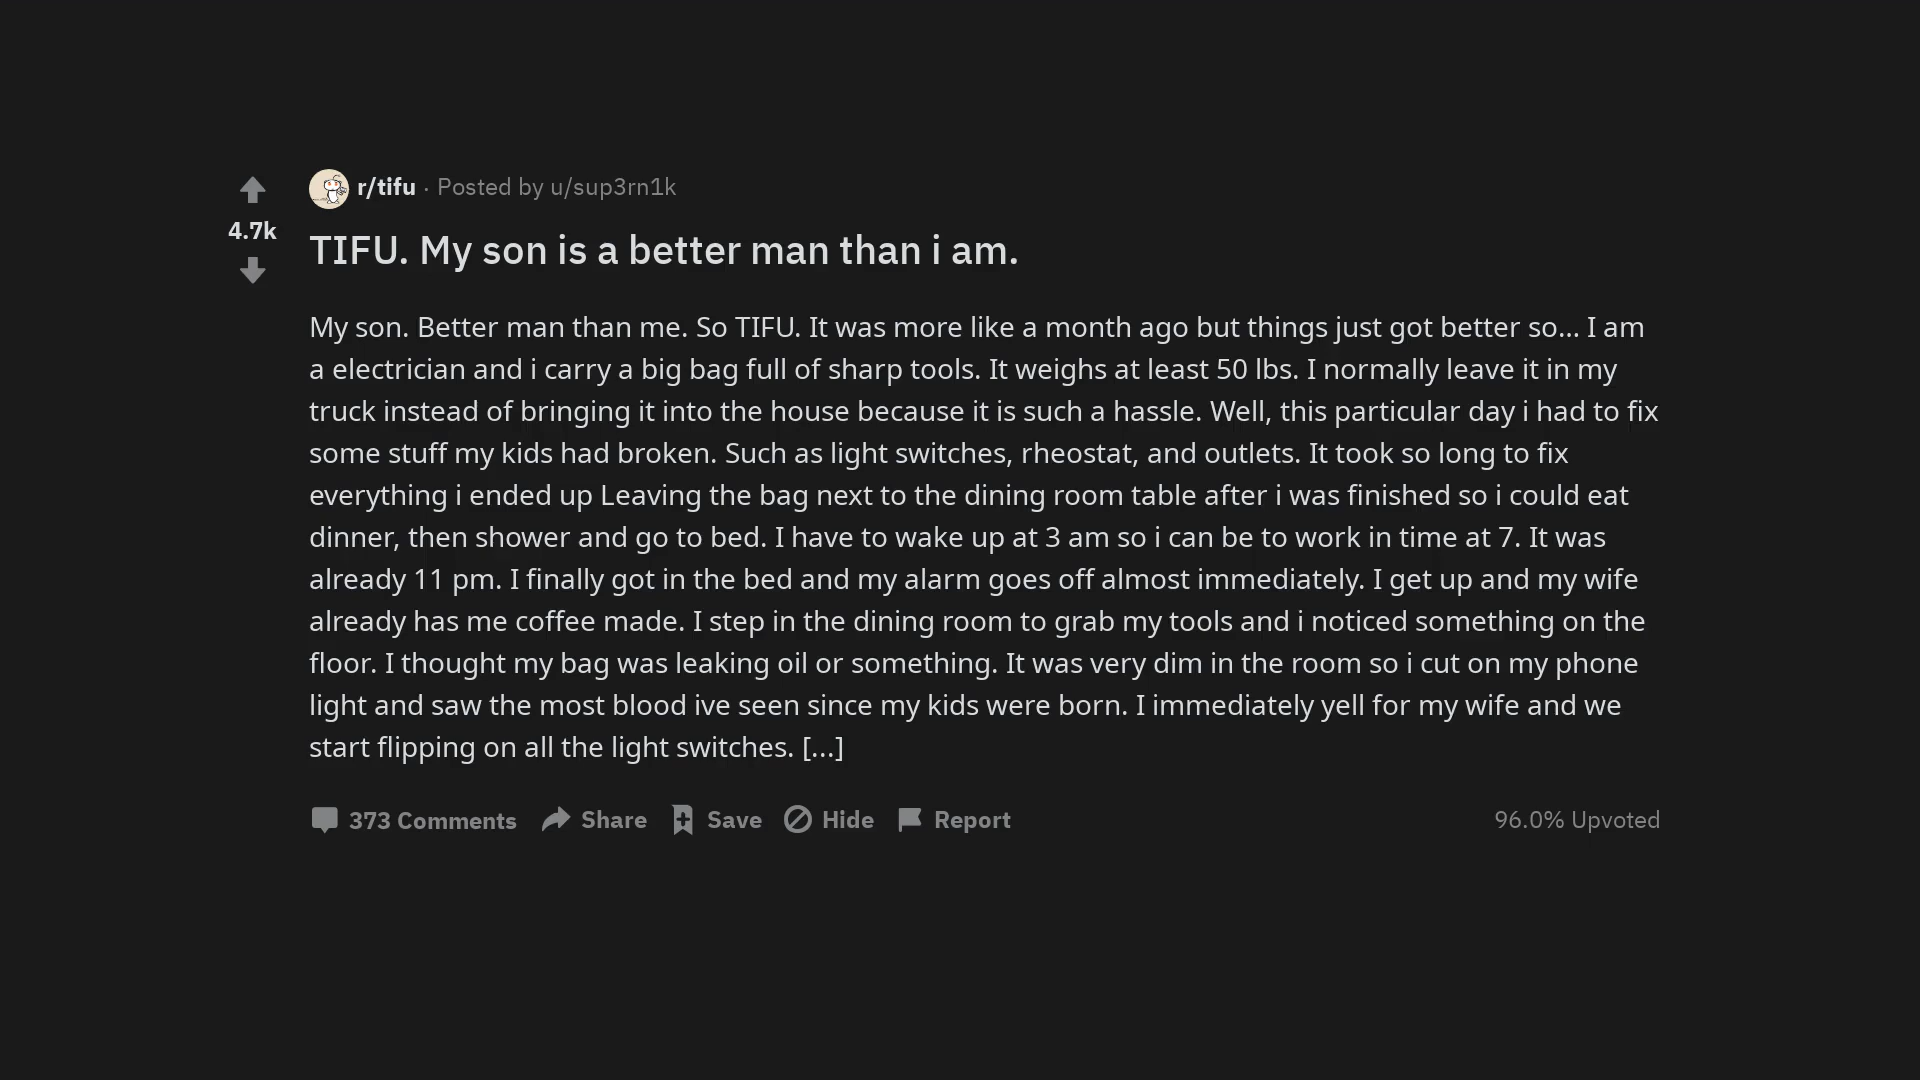 r/tifu · Posted by u/sup3rn1k
4.7k
TIFU. My son is a better man than i am.
My son. Better man than me. So TIFU. It was more like a month ago but things just got better so... I am
a electrician and i carry a big bag full of sharp tools. It weighs at least 50 lbs. I normally leave it in my
truck instead of bringing it into the house because it is such a hassle. Well, this particular day i had to fix
some stuff my kids had broken. Such as light switches, rheostat, and outlets. It took so long to fix
everything i ended up Leaving the bag next to the dining room table after i was finished so i could eat
dinner, then shower and go to bed. I have to wake up at 3 am so i can be to work in time at 7. It was
already 11 pm. I finally got in the bed and my alarm goes off almost immediately. I get up and my wife
already has me coffee made. I step in the dining room to grab my tools and i noticed something on the
floor. I thought my bag was leaking oil or something. It was very dim in the room so i cut on my phone
light and saw the most blood ive seen since my kids were born. I immediately yell for my wife and we
start flipping on all the light switches. [...]
373 Comments Share Save Hide Report 96.0% Upvoted